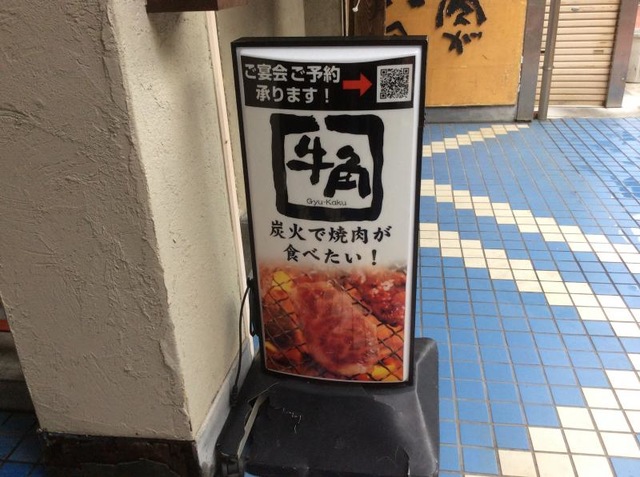 ご宴会ご予約
承ります！
牛角
Gyu-Kaku
炭火で焼肉が
食べたい！